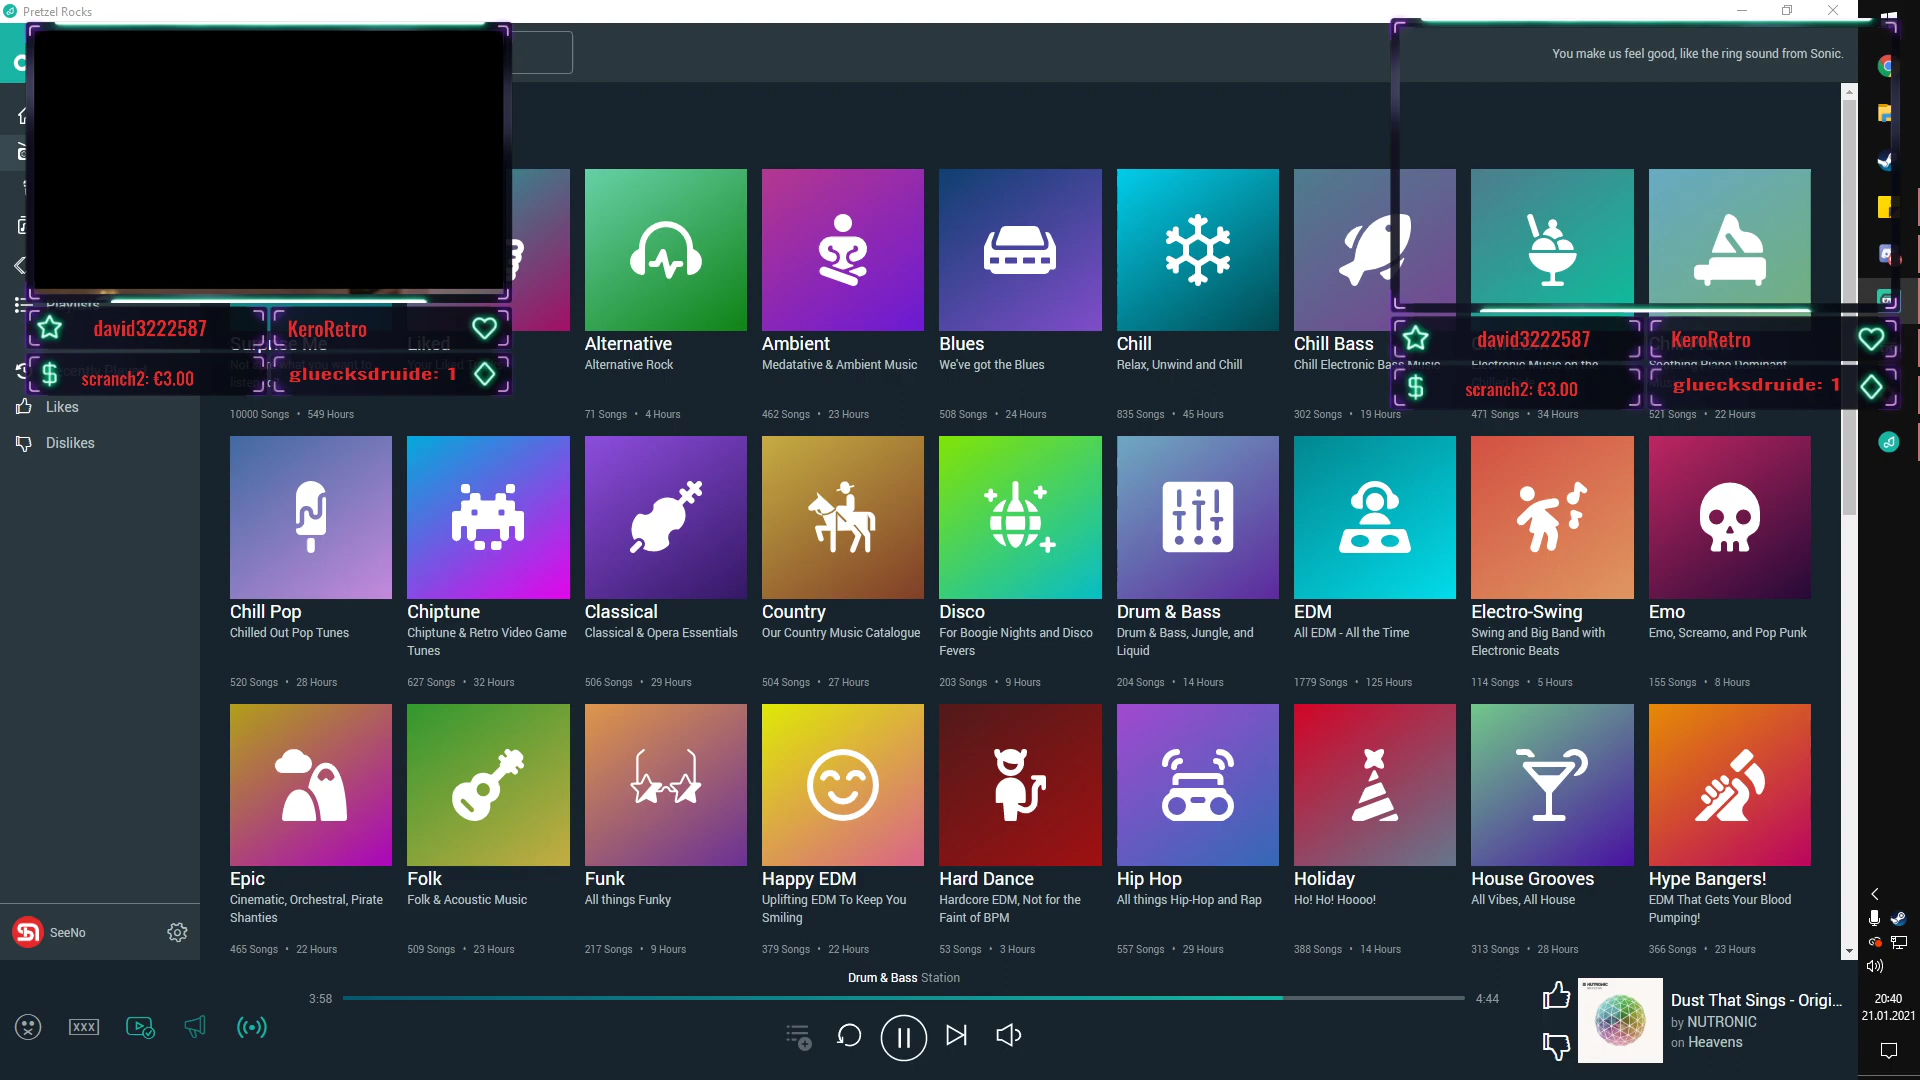 Pretzel Rocks
You make us feel good, like the ring sound from Sonic.
Playlists
Likes
Dislikes
david3222587
KeroRetro
scranch2: €3.00
gluecksdruide: 1
david3222587
KeroRetro
scranch2: €3.00
gluecksdruide: 1
Surprise Me
10000 Songs • 549 Hours
Liked
Alternative
Alternative Rock
71 Songs • 4 Hours
Ambient
Medatative & Ambient Music
462 Songs • 23 Hours
Blues
We've got the Blues
508 Songs • 24 Hours
Chill
Relax, Unwind and Chill
835 Songs • 45 Hours
Chill Bass
Chill Electronic Bass Music
302 Songs • 19 Hours
Electronic Music on the
471 Songs • 34 Hours
521 Songs • 22 Hours
Chill Pop
Chilled Out Pop Tunes
520 Songs • 28 Hours
Chiptune
Chiptune & Retro Video Game
Tunes
627 Songs • 32 Hours
Classical
Classical & Opera Essentials
506 Songs • 29 Hours
Country
Our Country Music Catalogue
504 Songs • 27 Hours
Disco
For Boogie Nights and Disco
Fevers
203 Songs • 9 Hours
Drum & Bass
Drum & Bass, Jungle, and
Liquid
204 Songs • 14 Hours
EDM
All EDM - All the Time
1779 Songs • 125 Hours
Electro-Swing
Swing and Big Band with
Electronic Beats
114 Songs • 5 Hours
Emo
Emo, Screamo, and Pop Punk
155 Songs • 8 Hours
Epic
Cinematic, Orchestral, Pirate
Shanties
465 Songs • 22 Hours
Folk
Folk & Acoustic Music
509 Songs • 23 Hours
Funk
All things Funky
217 Songs • 9 Hours
Happy EDM
Uplifting EDM To Keep You
Smiling
379 Songs • 22 Hours
Hard Dance
Hardcore EDM, Not for the
Faint of BPM
53 Songs • 3 Hours
Hip Hop
All things Hip-Hop and Rap
557 Songs • 29 Hours
Holiday
Ho! Ho! Hoooo!
388 Songs • 14 Hours
House Grooves
All Vibes, All House
313 Songs • 28 Hours
Hype Bangers!
EDM That Gets Your Blood
Pumping!
366 Songs • 23 Hours
SeeNo
Drum & Bass Station
3:58
4:44
XXX
Dust That Sings - Origi...
by NUTRONIC
on Heavens
20:40
21.01.2021